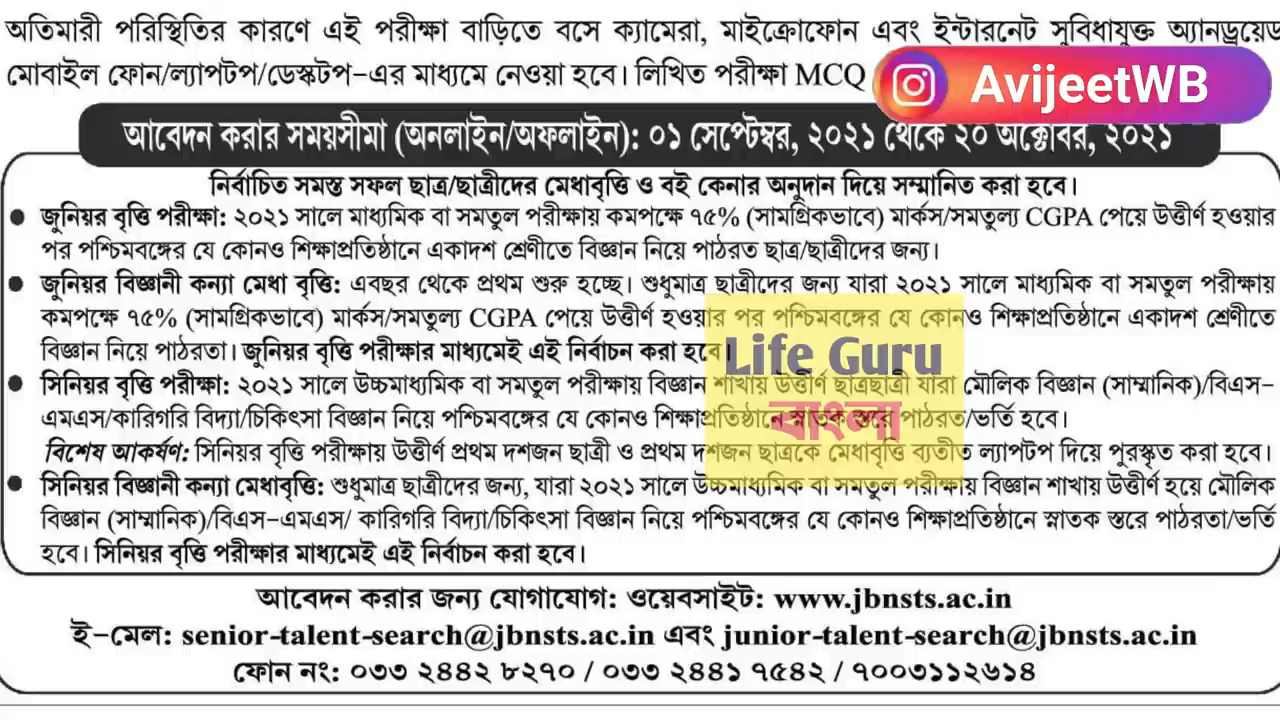 অতিমারী পরিস্থিতির কারণে এই পরীক্ষা বাড়িতে বসে ক্যামেরা, মাইক্রোফোন এবং ইন্টারনেট সুবিধাযুক্ত অ্যানড্রয়েড
মোবাইল ফোন/ল্যাপটপ/ডেস্কটপ-এর মাধ্যমে নেওয়া হবে। লিখিত পরীক্ষা MCQ
AvijeetWB
আবেদন করার সময়সীমা (অনলাইন/অফলাইন): ০১ সেপ্টেম্বর, ২০২১ থেকে ২০ অক্টোবর, ২০২১
নির্বাচিত সমস্ত সফল ছাত্র/ছাত্রীদের মেধাবৃত্তি ও বই কেনার অনুদান দিয়ে সম্মানিত করা হবে।
● জুনিয়র বৃত্তি পরীক্ষা: ২০২১ সালে মাধ্যমিক বা সমতুল পরীক্ষায় কমপক্ষে ৭৫% (সামগ্রিকভাবে) মার্কস/সমতুল্য CGPA পেয়ে উত্তীর্ণ হওয়ার
পর পশ্চিমবঙ্গের যে কোনও শিক্ষাপ্রতিষ্ঠানে একাদশ শ্রেণীতে বিজ্ঞান নিয়ে পাঠরত ছাত্র/ছাত্রীদের জন্য।
● জুনিয়র বিজ্ঞানী কন্যা মেধা বৃত্তি: এবছর থেকে প্রথম শুরু হচ্ছে। শুধুমাত্র ছাত্রীদের জন্য যারা ২০২১ সালে মাধ্যমিক বা সমতুল পরীক্ষায়
কমপক্ষে ৭৫% (সামগ্রিকভাবে) মার্কস/সমতুল্য CGPA পেয়ে উত্তীর্ণ হওয়ার পর পশ্চিমবঙ্গের যে কোনও শিক্ষাপ্রতিষ্ঠানে একাদশ শ্রেণীতে
বিজ্ঞান নিয়ে পাঠরতা। জুনিয়র বৃত্তি পরীক্ষার মাধ্যমেই এই নির্বাচন করা হবে।
Life Guru
● সিনিয়র বৃত্তি পরীক্ষা: ২০২১ সালে উচ্চমাধ্যমিক বা সমতুল পরীক্ষায় বিজ্ঞান শাখায় উত্তীর্ণ ছাত্রছাত্রী যারা মৌলিক বিজ্ঞান (সাম্মানিক)/বিএস-
এমএস/কারিগরি বিদ্যা/চিকিৎসা বিজ্ঞান নিয়ে পশ্চিমবঙ্গের যে কোনও শিক্ষাপ্রতিষ্ঠানে স্নাতক স্তরে পাঠরত/ভর্তি হবে।
বাংলা
বিশেষ আকর্ষণ: সিনিয়র বৃত্তি পরীক্ষায় উত্তীর্ণ প্রথম দশজন ছাত্রী ও প্রথম দশজন ছাত্রকে মেধাবৃত্তি ব্যতীত ল্যাপটপ দিয়ে পুরস্কৃত করা হবে।
● সিনিয়র বিজ্ঞানী কন্যা মেধাবৃত্তি: শুধুমাত্র ছাত্রীদের জন্য, যারা ২০২১ সালে উচ্চমাধ্যমিক বা সমতুল পরীক্ষায় বিজ্ঞান শাখায় উত্তীর্ণ হয়ে মৌলিক
বিজ্ঞান (সাম্মানিক)/বিএস-এমএস/ কারিগরি বিদ্যা/চিকিৎসা বিজ্ঞান নিয়ে পশ্চিমবঙ্গের যে কোনও শিক্ষাপ্রতিষ্ঠানে স্নাতক স্তরে পাঠরতা/ভর্তি
হবে। সিনিয়র বৃত্তি পরীক্ষার মাধ্যমেই এই নির্বাচন করা হবে।
আবেদন করার জন্য যোগাযোগ: ওয়েবসাইট: www.jbnsts.ac.in
ই-মেল: senior-talent-search@jbnsts.ac.in এবং junior-talent-search@jbnsts.ac.in
ফোন নং: ০৩৩ ২৪৪২ ৮২৭০ / ০৩৩ ২৪৪১ ৭৫৪২ / ৭০০৩১১২৬১৪